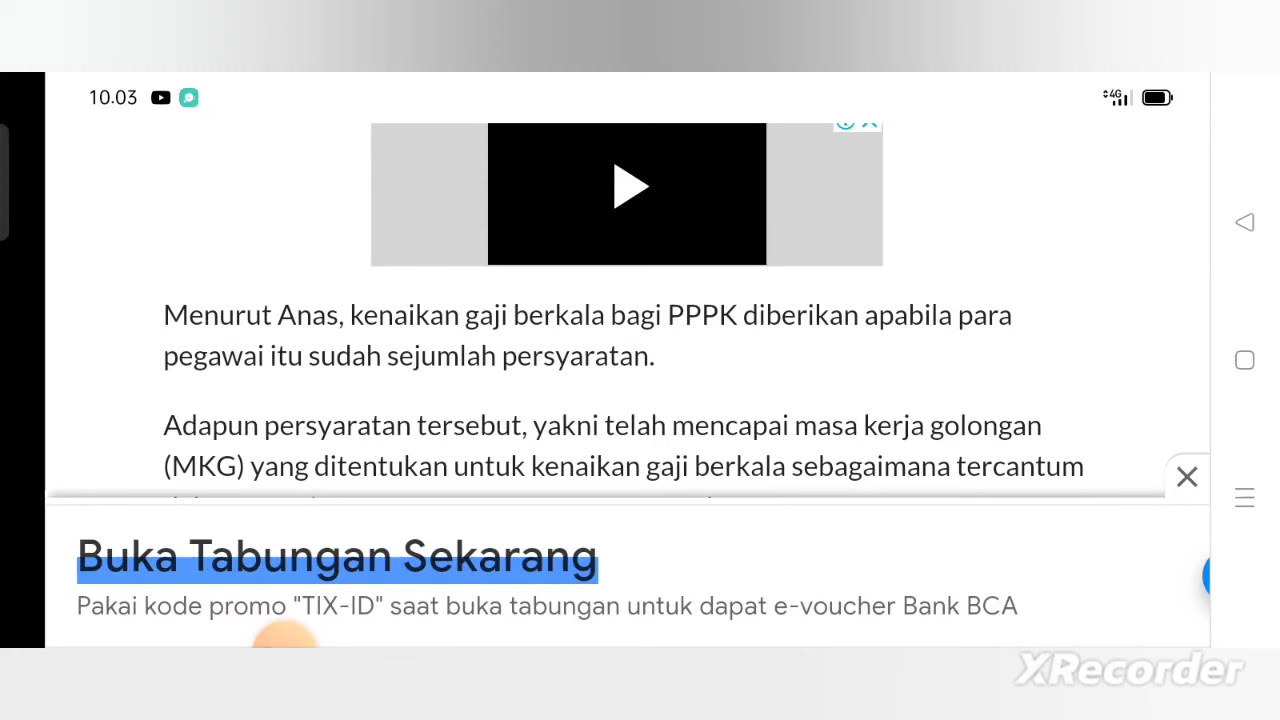 10.03
4G
Menurut Anas, kenaikan gaji berkala bagi PPPK diberikan apabila para
pegawai itu sudah sejumlah persyaratan.
Adapun persyaratan tersebut, yakni telah mencapai masa kerja golongan
(MKG) yang ditentukan untuk kenaikan gaji berkala sebagaimana tercantum
Buka Tabungan Sekarang
Pakai kode promo "TIX-ID" saat buka tabungan untuk dapat e-voucher Bank BCA
XRecorder